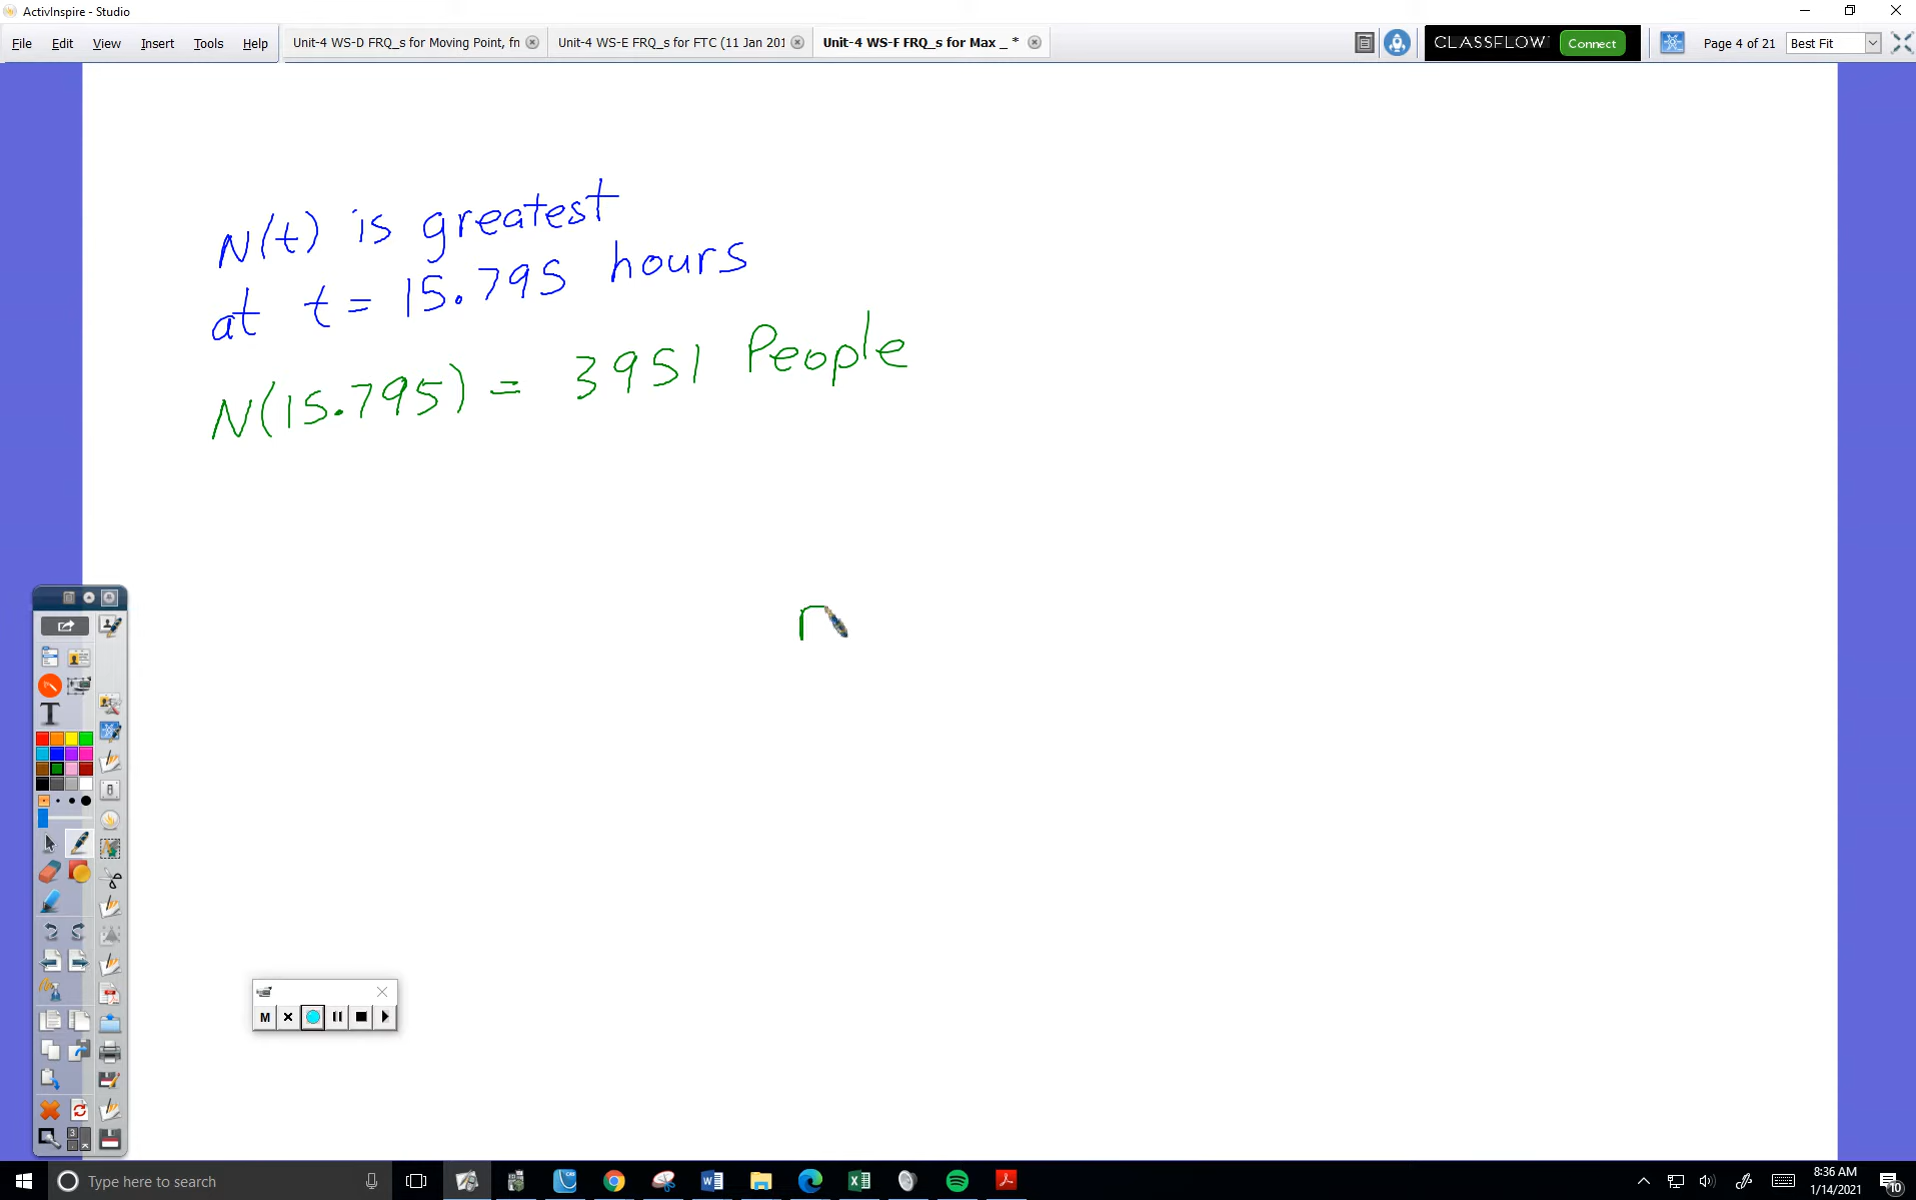 ActivInspire - Studio
File Edit View Insert Tools Help Unit-4 WS-D FRQ_s for Moving Point, fn Unit-4 WS-E FRQ_s for FTC (11 Jan 201 Unit-4 WS-F FRQ_s for Max _ * CLASSFLOW Connect Page 4 of 21 Best Fit
N(t) is greatest
at t = 15.795 hours
N(15.795) = 3951 People
T
M
Type here to search
8:36 AM
1/14/2021
10